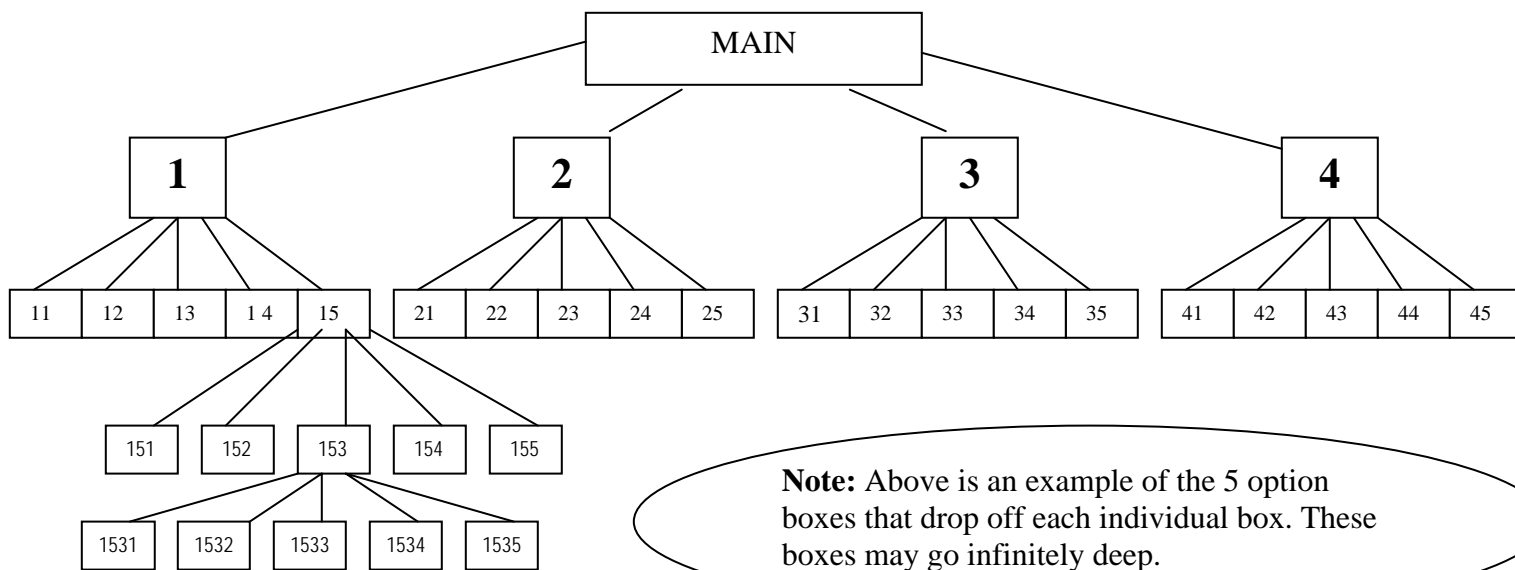 MAIN
1 2 3 4
11 12 13 1 4 15 21 22 23 24 25 31 32 33 34 35 41 42 43 44 45
151 152 153 154 155
1531 1532 1533 1534 1535
Note: Above is an example of the 5 option
boxes that drop off each individual box. These
boxes may go infinitely deep.